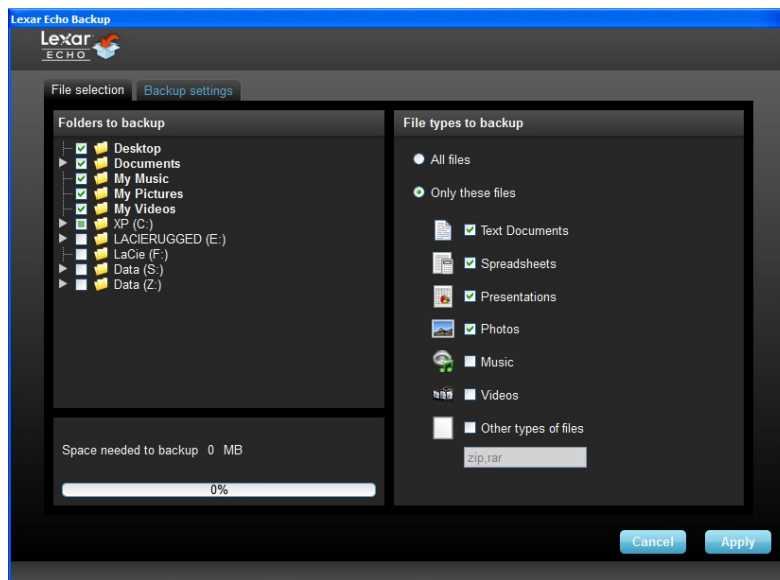 Lexar Echo Backup
Lexar
ECHO
File selection
Backup settings
Folders to backup
Desktop
Documents
My Music
My Pictures
My Videos
XP (C:)
LACIERUGGED (E:)
LaCie (F:)
Data (S:)
Data (Z:)
Space needed to backup 0 MB
0%
File types to backup
All files
Only these files
Text Documents
Spreadsheets
Presentations
Photos
Music
Videos
Other types of files
zip,rar
Cancel
Apply